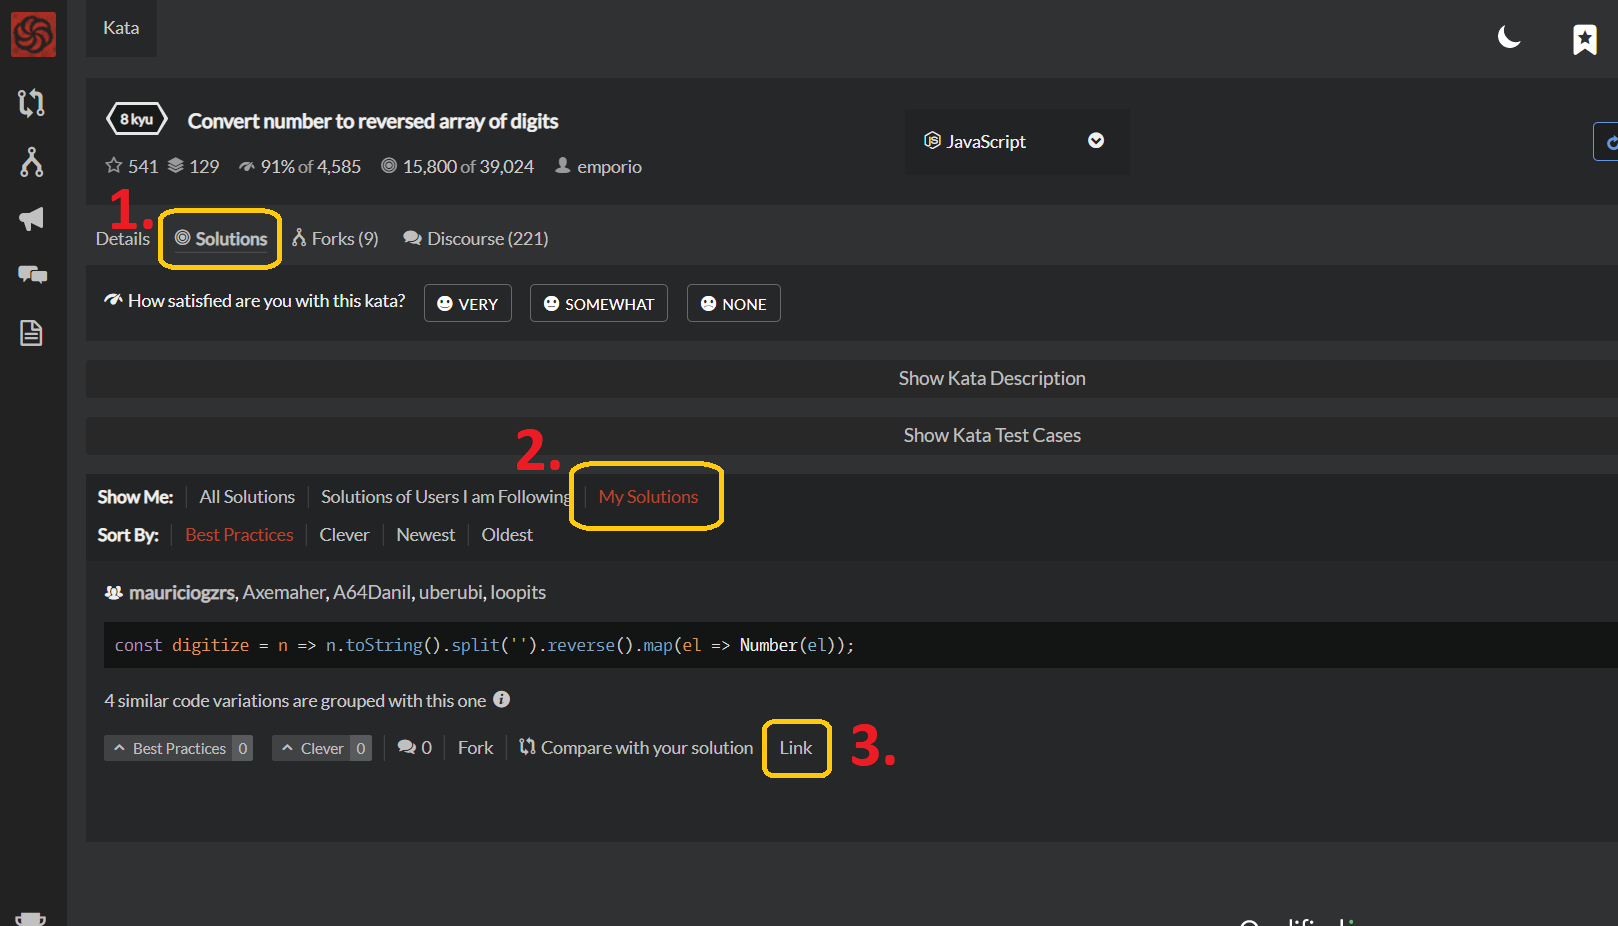 Kata
8 kyu Convert number to reversed array of digits
JS JavaScript
541 129 91% of 4,585 15,800 of 39,024 emporio
1.
Details Solutions Forks (9) Discourse (221)
How satisfied are you with this kata? VERY SOMEWHAT NONE
Show Kata Description
Show Kata Test Cases
2.
Show Me: All Solutions Solutions of Users I am Following My Solutions
Sort By: Best Practices Clever Newest Oldest
mauriciogzrs, Axemaher, A64Danil, uberubi, loopits
const digitize = n => n.toString().split('').reverse().map(el => Number(el));
4 similar code variations are grouped with this one
Best Practices 0 Clever 0 0 Fork Compare with your solution Link 3.